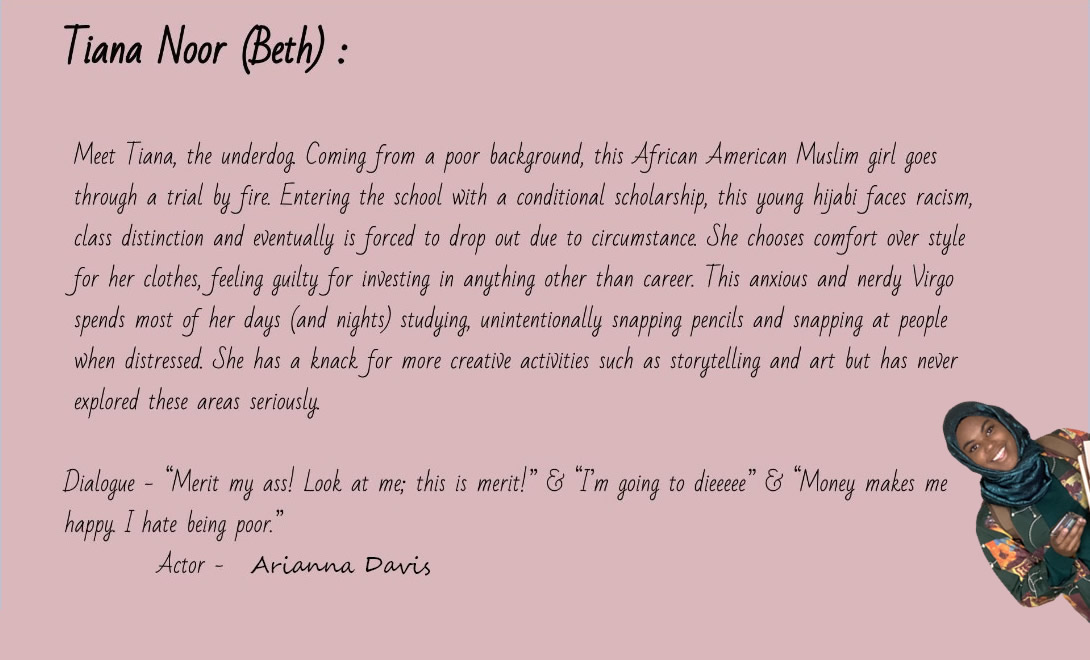 Tiana Noor (Beth) :
Meet Tiana, the underdog. Coming from a poor background, this African American Muslim girl goes
through a trial by fire. Entering the school with a conditional scholarship, this young hijabi faces racism,
class distinction and eventually is forced to drop out due to circumstance. She chooses comfort over style
for her clothes, feeling guilty for investing in anything other than career. This anxious and nerdy Virgo
spends most of her days (and nights) studying, unintentionally snapping pencils and snapping at people
when distressed. She has a knack for more creative activities such as storytelling and art but has never
explored these areas seriously.
Dialogue - “Merit my ass! Look at me; this is merit!” & “I’m going to dieeeee” & “Money makes me
happy. I hate being poor.”
Actor - Arianna Davis